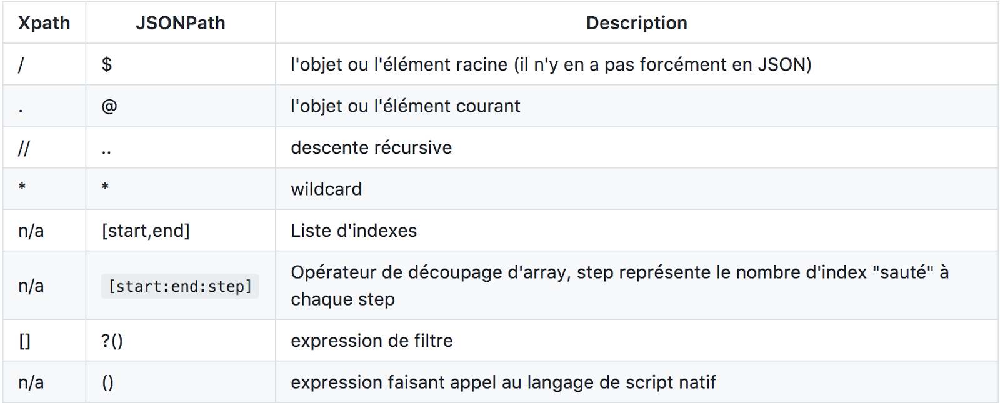 Xpath JSONPath Description
/ $ l'objet ou l'élément racine (il n'y en a pas forcément en JSON)
. @ l'objet ou l'élément courant
// .. descente récursive
* * wildcard
n/a [start,end] Liste d'indexes
n/a [start:end:step] Opérateur de découpage d'array, step représente le nombre d'index "sauté" à
chaque step
[] ?() expression de filtre
n/a () expression faisant appel au langage de script natif